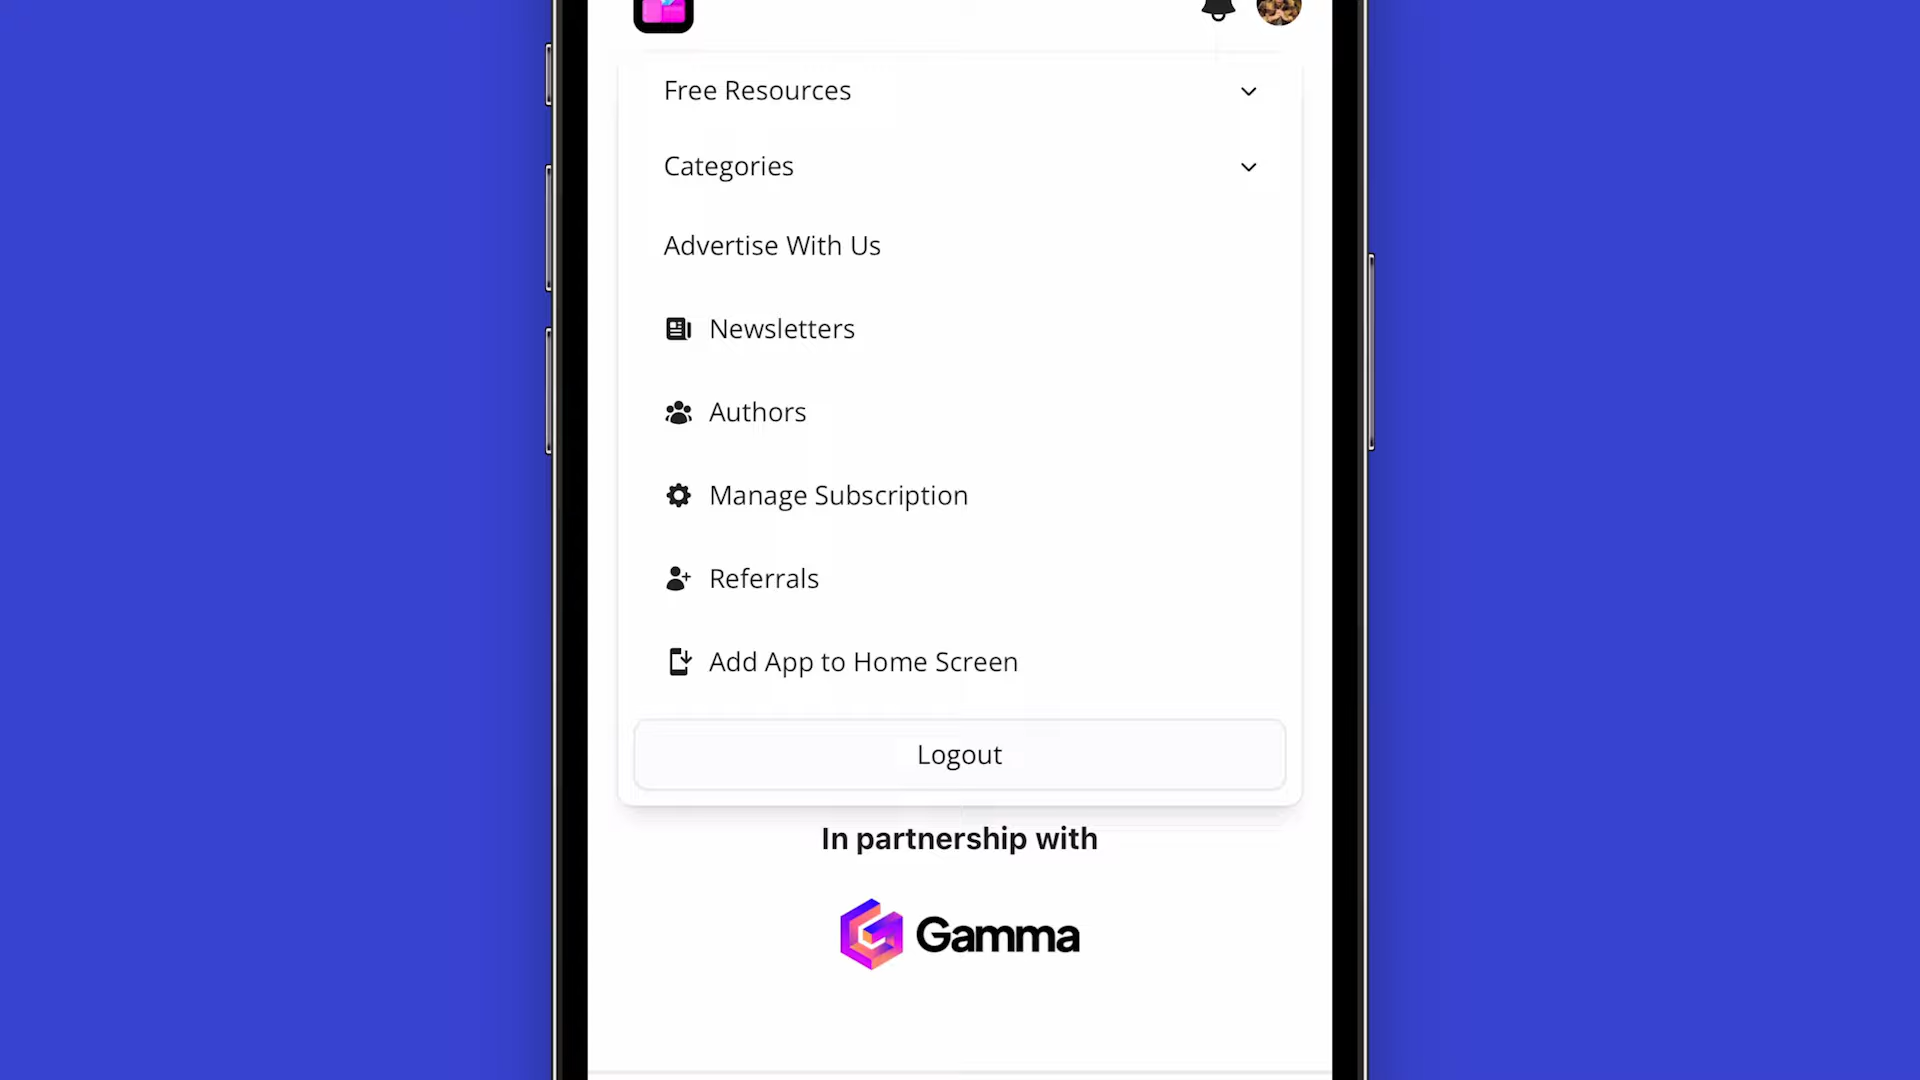 Free Resources
Categories
Advertise With Us
Newsletters
Authors
Manage Subscription
Referrals
Add App to Home Screen
Logout
In partnership with
Gamma